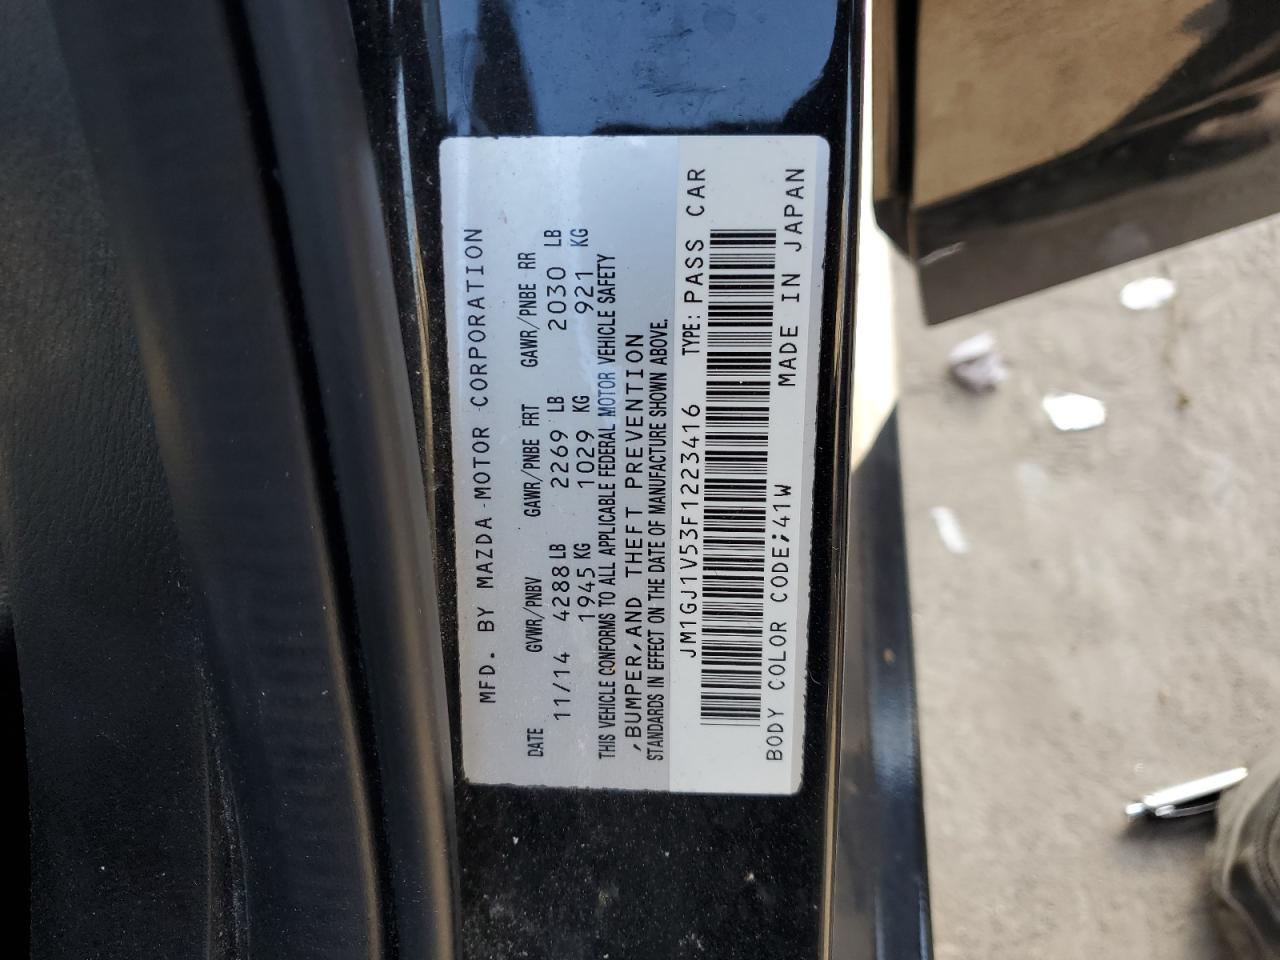 MFD. BY MAZDA MOTOR CORPORATION
DATE GVWR/PNBV GAWR/PNBE FRT GAWR/PNBE RR
11/14 4288 LB 2269 LB 2030 LB
1945 KG 1029 KG 921 KG
THIS VEHICLE CONFORMS TO ALL APPLICABLE FEDERAL MOTOR VEHICLE SAFETY
,BUMPER,AND THEFT PREVENTION
STANDARDS IN EFFECT ON THE DATE OF MANUFACTURE SHOWN ABOVE.
JM1GJ1V53F1223416 TYPE: PASS CAR
BODY COLOR CODE;41W MADE IN JAPAN